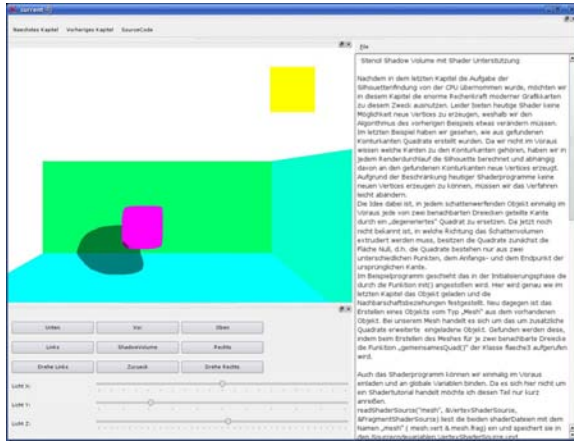 current
Naechstes Kapitel Vorheriges Kapitel SourceCode
Unten Vor Oben
Links ShadowVolume Rechts
Drehe Links Zurueck Drehe Rechts
Licht X:
Licht Y:
Licht Z:
File
Stencil Shadow Volume mit Shader Unterstützung
Nachdem in dem letzten Kapitel die Aufgabe der
Silhouettenfindung von der CPU übernommen wurde, möchten wir
in diesem Kapitel die enorme Rechenkraft moderner Grafikkarten
zu diesem Zweck ausnutzen. Leider bieten heutige Shader keine
Möglichkeit neue Vertices zu erzeugen, weshalb wir den
Algorithmus des vorherigen Beispiels etwas verändern müssen.
Im letzten Beispiel haben wir gesehen, wie aus gefundenen
Konturkanten Quadrate erstellt wurden. Da wir nicht im Voraus
wissen welche Kanten zu den Konturkanten gehören, haben wir in
jedem Renderdurchlauf die Silhouette berechnet und abhängig
davon an den gefundenen Konturkanten neue Vertices erzeugt.
Aufgrund der Beschränkung heutiger Shaderprogramme keine
neuen Vertices erzeugen zu können, müssen wir das Verfahren
leicht abändern.
Die Idee dabei ist, in jedem schattenwerfenden Objekt einmalig im
Voraus jede von zwei benachbarten Dreiecken geteilte Kante
durch ein „degeneriertes" Quadrat zu ersetzen. Da jetzt noch
nicht bekannt ist, in welche Richtung das Schattenvolumen
extrudiert werden muss, besitzen die Quadrate zunächst die
Fläche Null, d.h. die Quadrate bestehen nur aus zwei
unterschiedlichen Punkten, dem Anfangs- und dem Endpunkt der
ursprünglichen Kante.
Im Beispielprogramm geschieht das in der Initialisierungsphase die
durch die Funktion init() angestoßen wird. Hier wird genau wie im
letzten Kapitel das Objekt geladen und die
Nachbarschaftsbeziehungen festgestellt. Neu dagegen ist das
Erstellen eines Objekts vom Typ „Mesh" aus dem vorhandenen
Objekt. Bei unserem Mesh handelt es sich um das um zusätzliche
Quadrate erweiterte eingeladene Objekt. Gefunden werden diese,
indem beim Erstellen des Meshes für je zwei benachbarte Dreiecke
die Funktion „gemeinsamesQuad()" der Klasse flaeche3 aufgerufen
wird.
Auch das Shaderprogramm können wir einmalig im Voraus
einladen und an globale Variablen binden. Da es sich hier nicht um
ein Shadertutorial handelt möchte ich diesen Teil nur kurz
anreißen.
readShaderSource("mesh", &VertexShaderSource,
&FragmentShaderSource) liest die beiden shaderDateien mit dem
Namen „mesh" ( mesh.vert & mesh.frag) ein und speichert sie in
den Sourcecodevariablen VertexShaderSource und